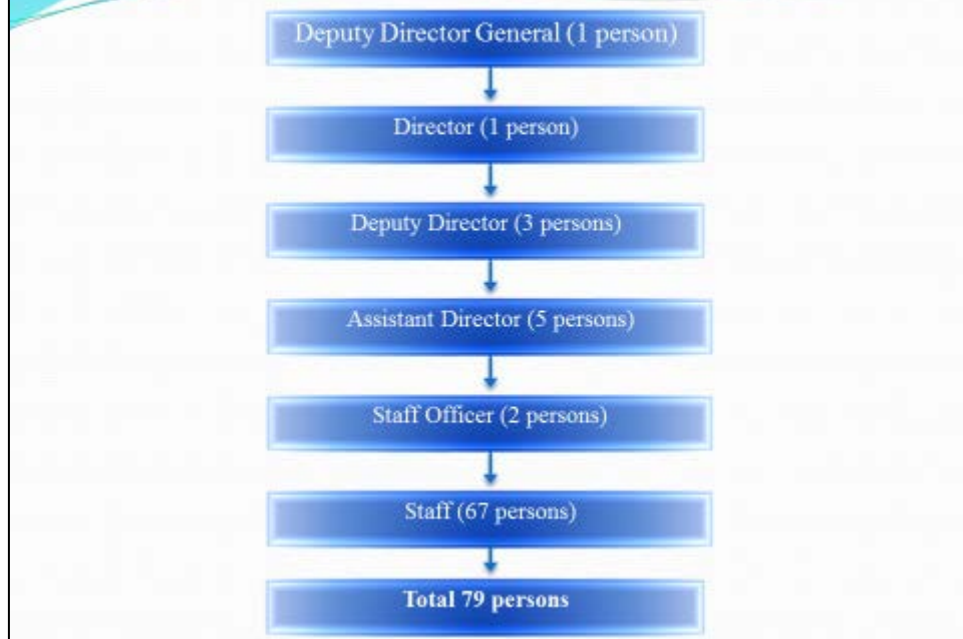 Deputy Director General (1 person)
Director (1 person)
Deputy Director (3 persons)
Assistant Director (5 persons)
Staff Officer (2 persons)
Staff (67 persons)
Total 79 persons